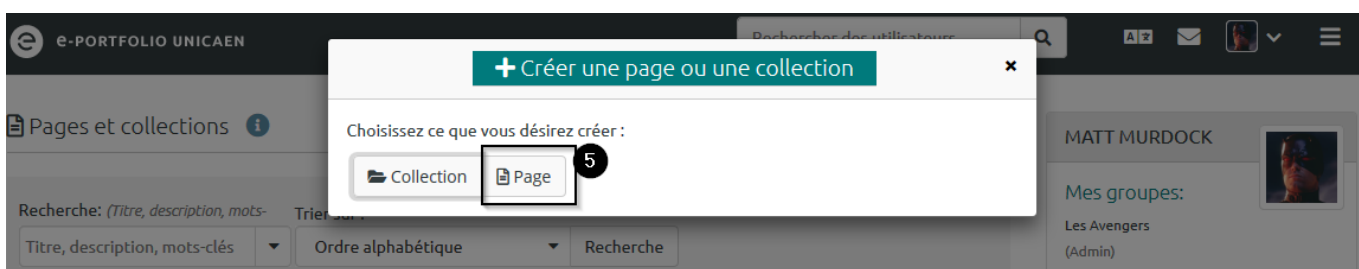 e-PORTFOLIO UNICAEN
Rechercher des utilisateurs
Créer une page ou une collection
×
Pages et collections
Choisissez ce que vous désirez créer :
Collection
Page
5
MATT MURDOCK
Mes groupes:
Les Avengers
(Admin)
Recherche: (Titre, description, mots-
Trier sur :
Titre, description, mots-clés
Ordre alphabétique
Recherche